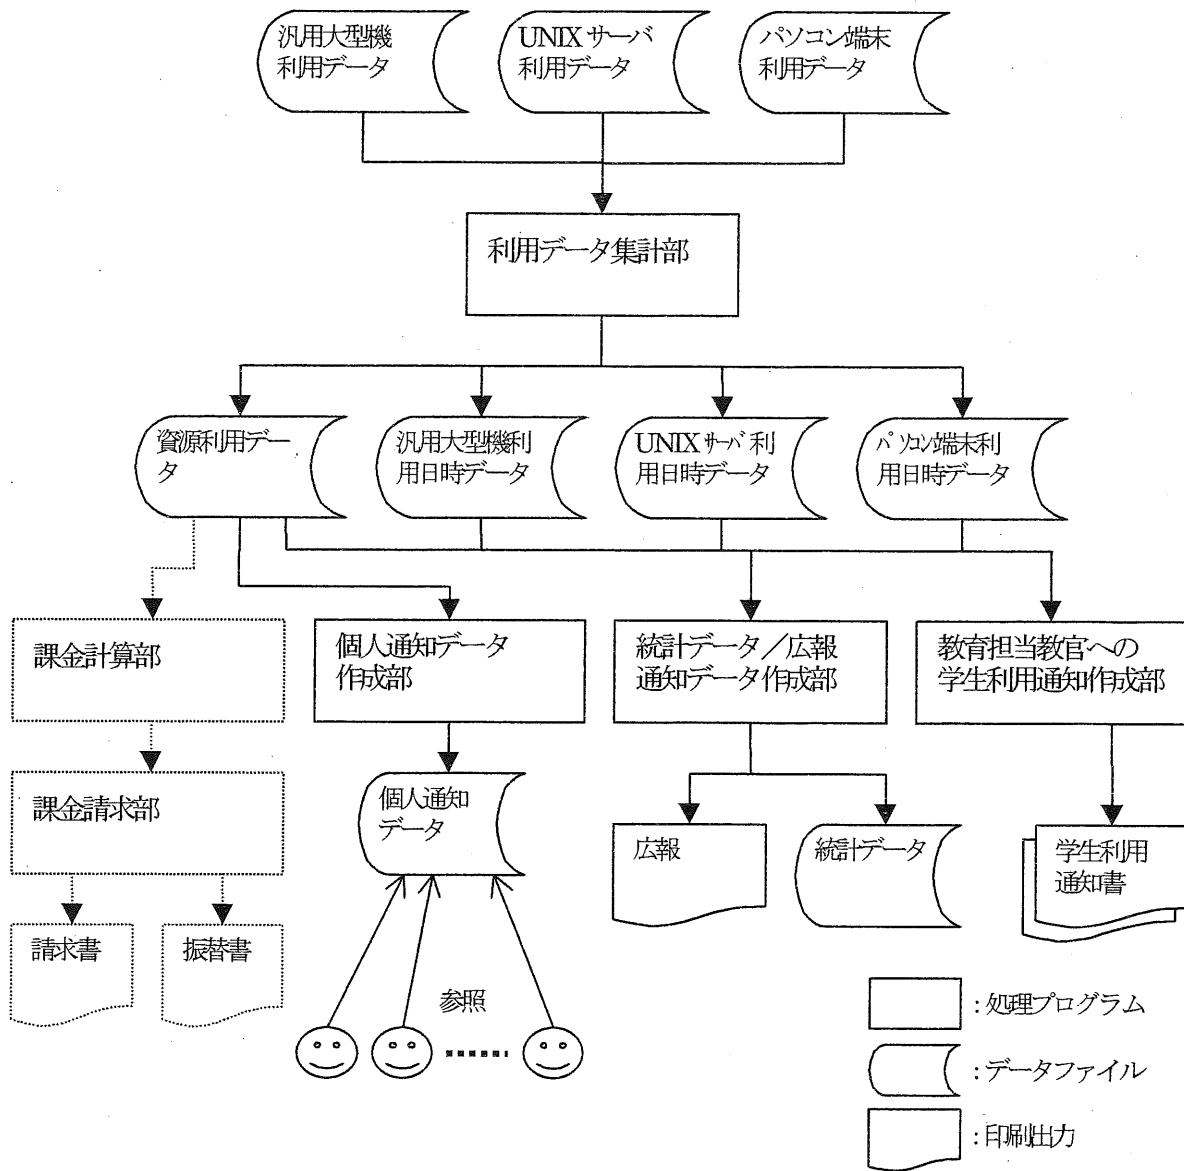 汎用大型機
利用データ
UNIX サーバ
利用データ
パソコン端末
利用データ
利用データ集計部
資源利用デー
タ
汎用大型機利
用日時データ
UNIX サーバ 利
用日時データ
パソコン端末利
用日時データ
課金計算部
個人通知データ
作成部
統計データ/広報
通知データ作成部
教育担当教官への
学生利用通知作成部
課金請求部
個人通知
データ
広報
統計データ
学生利用
通知書
請求書
振替書
参照
:処理プログラム
:データファイル
:印刷出力